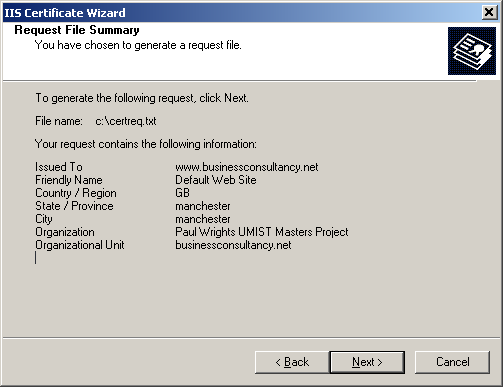 IIS Certificate Wizard
Request File Summary
You have chosen to generate a request file.
To generate the following request, click Next.
File name: c:\certreq.txt
Your request contains the following information:
Issued To www.businessconsultancy.net
Friendly Name Default Web Site
Country / Region GB
State / Province manchester
City manchester
Organization Paul Wrights UMIST Masters Project
Organizational Unit businessconsultancy.net
< Back Next > Cancel